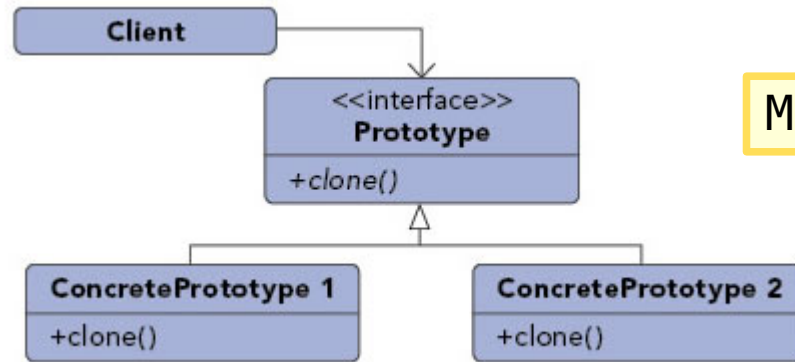 Client
<<interface>>
Prototype
+clone()
M
ConcretePrototype 1
+clone()
ConcretePrototype 2
+clone()